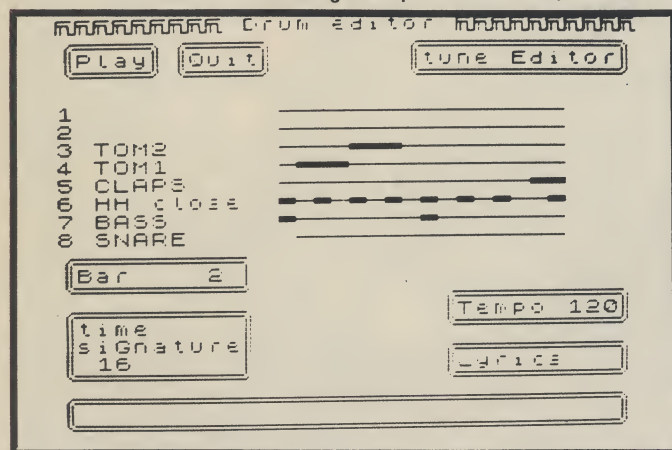 Drum Editor
Play Quit tune Editor
1
2
3 TOM2
4 TOM1
5 CLAPS
6 HH close
7 BASS
8 SNARE
Bar 2
Tempo 120
time
siGnature
16
Lyrics